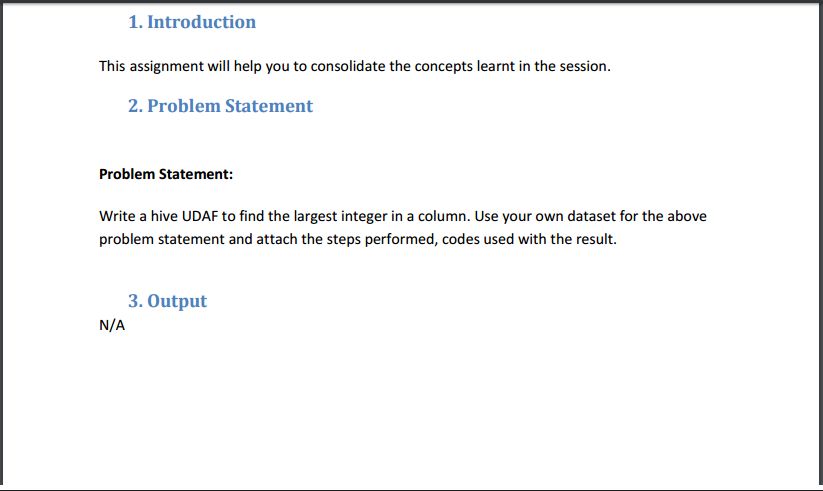 1. Introduction
This assignment will help you to consolidate the concepts learnt in the session.
2. Problem Statement
Problem Statement:
Write a hive UDAF to find the largest integer in a column. Use your own dataset for the above
problem statement and attach the steps performed, codes used with the result.
3. Output
N/A